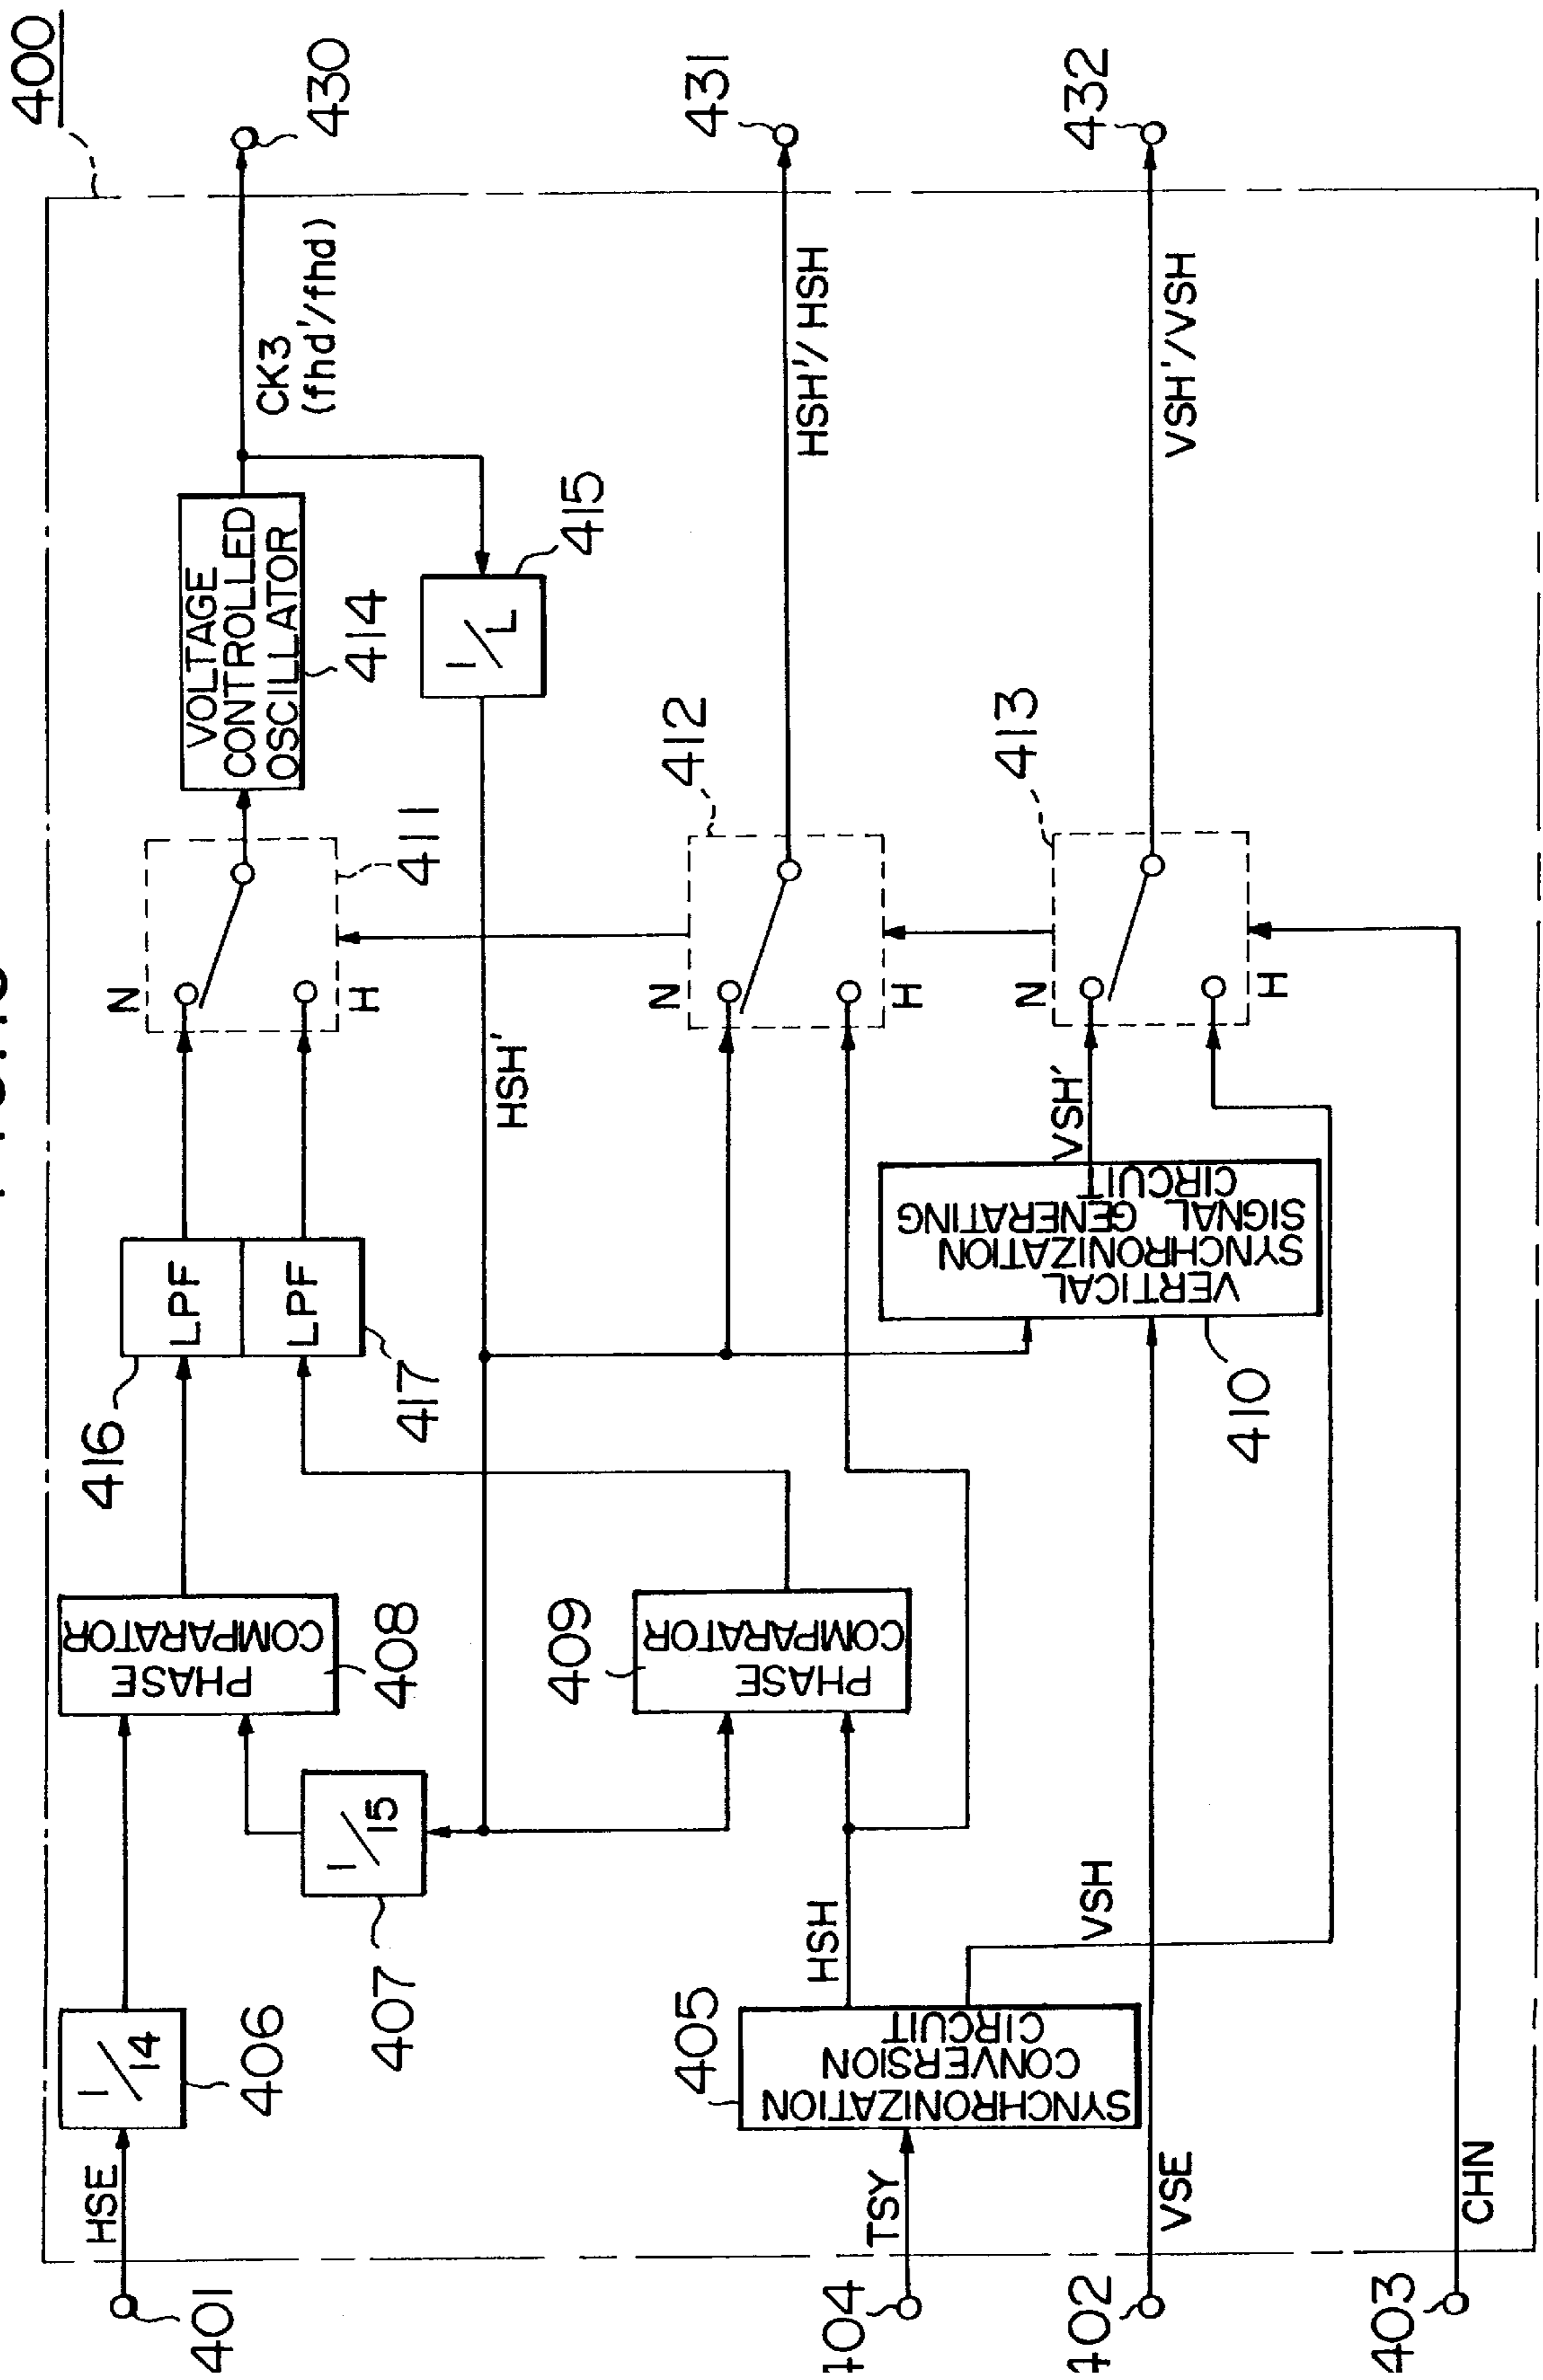 400
HSE
401
1/14
406
1/15
407
PHASE
COMPARATOR
408
416
LPF
LPF
417
N
H
411
VOLTAGE
CONTROLLED
OSCILLATOR
414
CK3
(fhd'/fhd)
430
1/L
415
HSH'
TSY
SYNCHRONIZATION
CONVERSION
CIRCUIT
405
HSH
VSH
PHASE
COMPARATOR
409
N
H
412
HSH'/HSH
431
402
VSE
VERTICAL
SYNCHRONIZATION
SIGNAL GENERATING
CIRCUIT
410
VSH'
N
H
413
VSH'/VSH
432
403
CHN